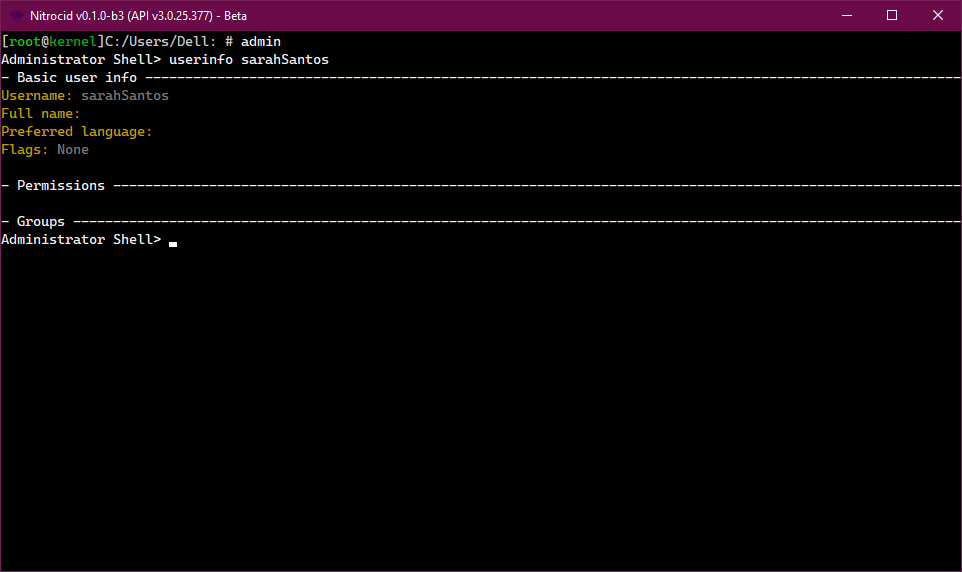 Nitrocid v0.1.0-b3 (API v3.0.25.377) - Beta
[root@kernel]C:/Users/Dell: # admin
Administrator Shell> userinfo sarahSantos
- Basic user info ------------------------------------------------------------------------------------------------------
Username: sarahSantos
Full name:
Preferred language:
Flags: None
- Permissions ----------------------------------------------------------------------------------------------------------
- Groups ---------------------------------------------------------------------------------------------------------------
Administrator Shell>